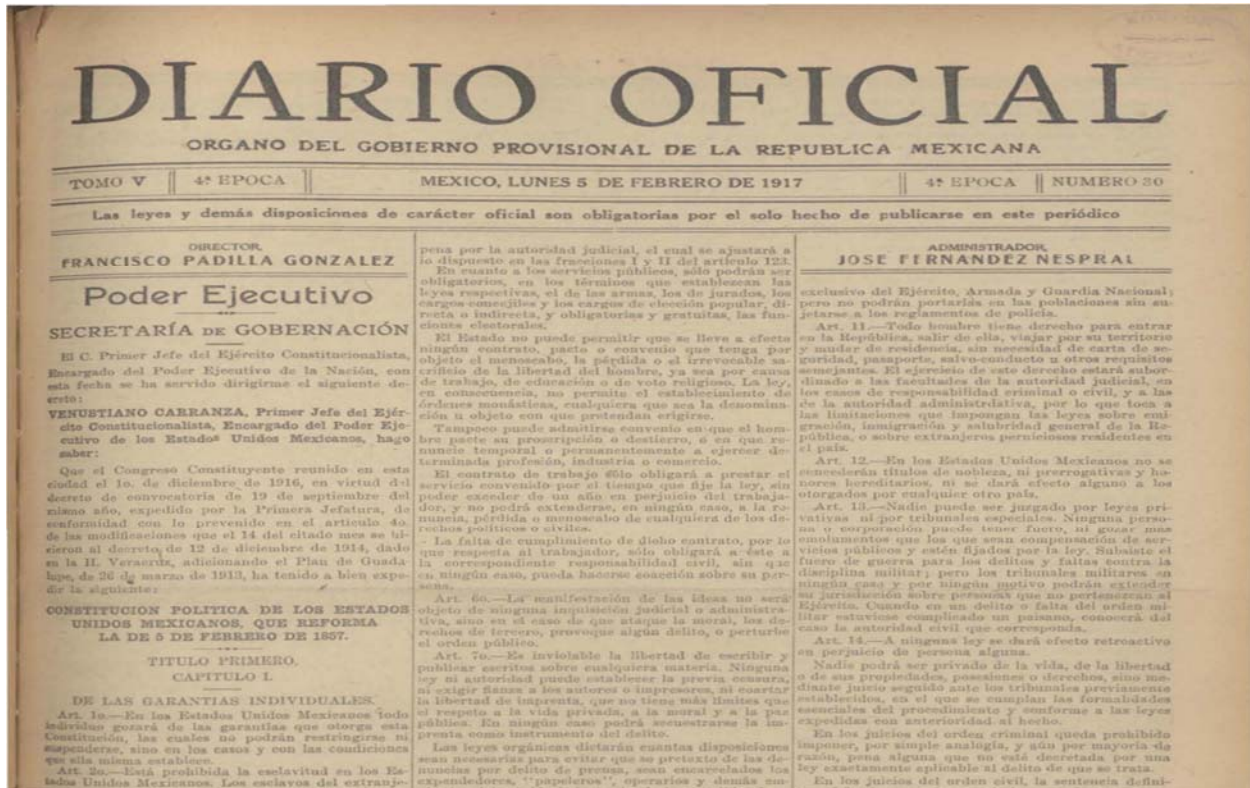 DIARIO OFICIAL
ORGANO DEL GOBIERNO PROVISIONAL DE LA REPUBLICA MEXICANA
TOMO V 4ª EPOCA MEXICO, LUNES 5 DE FEBRERO DE 1917 4ª EPOCA NUMERO 30
Las leyes y demás disposiciones de carácter oficial son obligatorias por el solo hecho de publicarse en este periódico
DIRECTOR,
FRANCISCO PADILLA GONZALEZ
Poder Ejecutivo
SECRETARÍA DE GOBERNACIÓN
El C. Primer Jefe del Ejército Constitucionalista,
Encargado del Poder Ejecutivo de la Nación, con
esta fecha se ha servido dirigirme el siguiente de-
creto:
VENUSTIANO CARRANZA, Primer Jefe del Ejér-
cito Constitucionalista, Encargado del Poder Eje-
cutivo de los Estados Unidos Mexicanos, hago
saber:
Que el Congreso Constituyente reunido en esta
ciudad el 1o. de diciembre de 1916, en virtud del
decreto de convocatoria de 19 de septiembre del
mismo año, expedido por la Primera Jefatura, de
conformidad con lo prevenido en el artículo 4o.
de las modificaciones que el 14 del citado mes se hi-
cieron al decreto de 12 de diciembre de 1914, dado
en la H. Veracruz, adicionando el Plan de Guada-
lupe, de 26 de marzo de 1913, ha tenido a bien expe-
dir la siguiente:
CONSTITUCION POLITICA DE LOS ESTADOS
UNIDOS MEXICANOS, QUE REFORMA
LA DE 5 DE FEBRERO DE 1857.
TITULO PRIMERO.
CAPITULO I.
DE LAS GARANTIAS INDIVIDUALES.
Art. 1o.—En los Estados Unidos Mexicanos todo
individuo gozará de las garantías que otorga esta
Constitución, las cuales no podrán restringirse ni
suspenderse, sino en los casos y con las condiciones
que ella misma establece.
Art. 2o.—Está prohibida la esclavitud en los Es-
tados Unidos Mexicanos. Los esclavos del extranje-
pena por la autoridad judicial, el cual se ajustará a
lo dispuesto en las fracciones I y II del artículo 123.
En cuanto a los servicios públicos, sólo podrán ser
obligatorios, en los términos que establezcan las
leyes respectivas, el de las armas, los de jurados, los
cargos concejiles y los cargos de elección popular, di-
recta o indirecta, y obligatorias y gratuitas, las fun-
ciones electorales.
El Estado no puede permitir que se lleve a efecto
ningún contrato, pacto o convenio que tenga por
objeto el menoscabo, la pérdida o el irrevocable sa-
crificio de la libertad del hombre, ya sea por causa
de trabajo, de educación o de voto religioso. La ley,
en consecuencia, no permite el establecimiento de
órdenes monásticas, cualquiera que sea la denomina-
ción u objeto con que pretendan erigirse.
Tampoco puede admitirse convenio en que el hom-
bre pacte su proscripción o destierro, o en que re-
nuncie temporal o permanentemente a ejercer de-
terminada profesión, industria o comercio.
El contrato de trabajo sólo obligará a prestar el
servicio convenido por el tiempo que fije la ley, sin
poder exceder de un año en perjuicio del trabaja-
dor, y no podrá extenderse, en ningún caso, a la re-
nuncia, pérdida o menoscabo de cualquiera de los de-
rechos políticos o civiles.
La falta de cumplimiento de dicho contrato, por lo
que respecta al trabajador, sólo obligará a éste a
la correspondiente responsabilidad civil, sin que
en ningún caso, pueda hacerse coacción sobre su per-
sona.
Art. 6o.—La manifestación de las ideas no será
objeto de ninguna inquisición judicial o administra-
tiva, sino en el caso de que ataque la moral, los de-
rechos de tercero, provoque algún delito, o perturbe
el orden público.
Art. 7o.—Es inviolable la libertad de escribir y
publicar escritos sobre cualquiera materia. Ninguna
ley ni autoridad puede establecer la previa censura,
ni exigir fianza a los autores o impresores, ni coartar
la libertad de imprenta, que no tiene más límites que
el respeto a la vida privada, a la moral y a la paz
pública. En ningún caso podrá secuestrarse la im-
prenta como instrumento del delito.
Las leyes orgánicas dictarán cuantas disposiciones
sean necesarias para evitar que so pretexto de las de-
nuncias por delito de prensa, sean encarcelados los
expendedores, "papeleros", operarios y demás em-
ADMINISTRADOR,
JOSE FERNANDEZ NESPRAL
exclusivo del Ejército, Armada y Guardia Nacional;
pero no podrán portarlas en las poblaciones sin su-
jetarse a los reglamentos de policía.
Art. 11.—Todo hombre tiene derecho para entrar
en la República, salir de ella, viajar por su territorio
y mudar de residencia, sin necesidad de carta de se-
guridad, pasaporte, salvo-conducto u otros requisitos
semejantes. El ejercicio de este derecho estará subor-
dinado a las facultades de la autoridad judicial, en
los casos de responsabilidad criminal o civil, y a las
de la autoridad administrativa, por lo que toca a
las limitaciones que impongan las leyes sobre emi-
gración, inmigración y salubridad general de la Re-
pública, o sobre extranjeros perniciosos residentes en
el país.
Art. 12.—En los Estados Unidos Mexicanos no se
concederán títulos de nobleza, ni prerrogativas y ho-
nores hereditarios, ni se dará efecto alguno a los
otorgados por cualquier otro país.
Art. 13.—Nadie puede ser juzgado por leyes pri-
vativas ni por tribunales especiales. Ninguna perso-
na o corporación puede tener fuero, ni gozar más
emolumentos que los que sean compensación de ser-
vicios públicos y estén fijados por la ley. Subsiste el
fuero de guerra para los delitos y faltas contra la
disciplina militar; pero los tribunales militares en
ningún caso y por ningún motivo podrán extender
su jurisdicción sobre personas que no pertenezcan al
Ejército. Cuando en un delito o falta del orden mi-
litar estuviese complicado un paisano, conocerá del
caso la autoridad civil que corresponda.
Art. 14.—A ninguna ley se dará efecto retroactivo
en perjuicio de persona alguna.
Nadie podrá ser privado de la vida, de la libertad
o de sus propiedades, posesiones o derechos, sino me-
diante juicio seguido ante los tribunales previamente
establecidos, en el que se cumplan las formalidades
esenciales del procedimiento y conforme a las leyes
expedidas con anterioridad al hecho.
En los juicios del orden criminal queda prohibido
imponer, por simple analogía, y aún por mayoría de
razón, pena alguna que no esté decretada por una
ley exactamente aplicable al delito de que se trata.
En los juicios del orden civil, la sentencia defini-